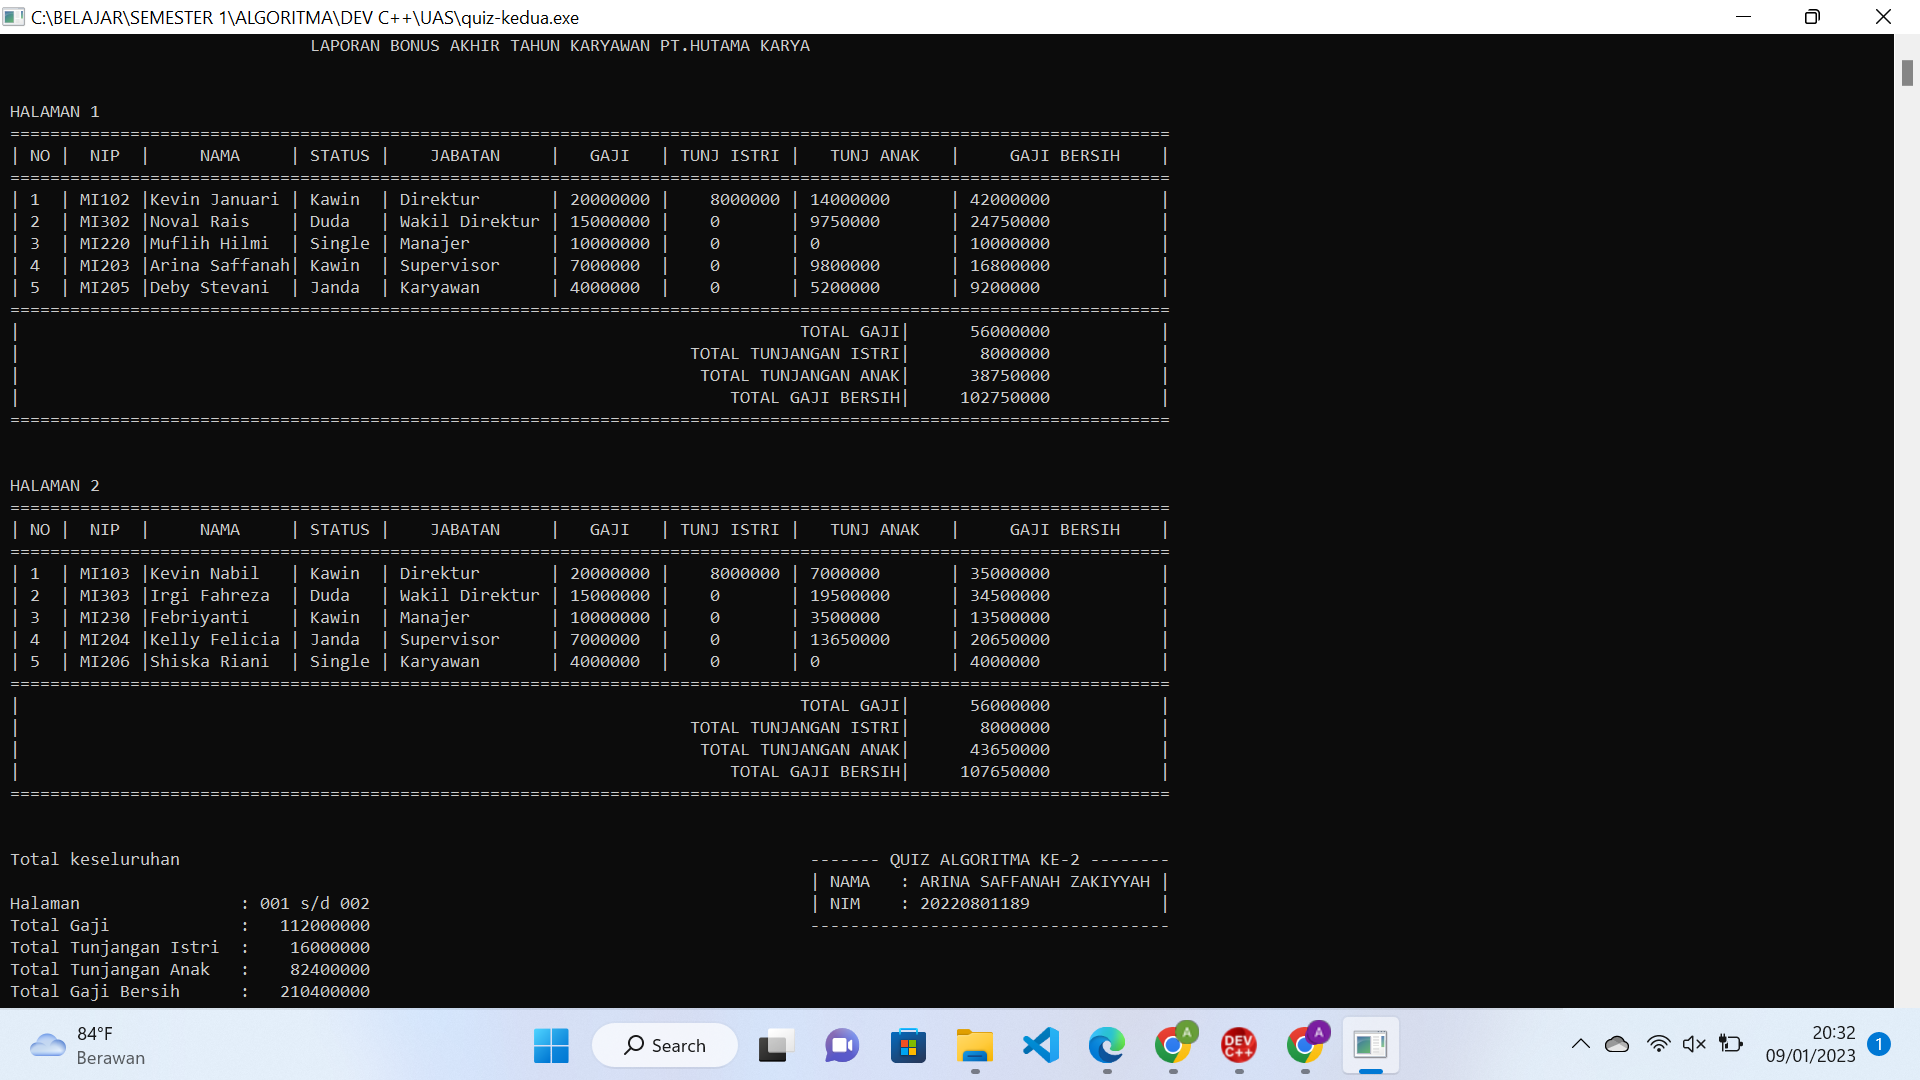 C:\BELAJAR\SEMESTER 1\ALGORITMA\DEV C++\UAS\quiz-kedua.exe
LAPORAN BONUS AKHIR TAHUN KARYAWAN PT.HUTAMA KARYA
HALAMAN 1
====================================================================================================================
| NO |  NIP  |     NAMA     | STATUS |    JABATAN     |   GAJI   | TUNJ ISTRI |   TUNJ ANAK   |     GAJI BERSIH    |
====================================================================================================================
| 1  | MI102 |Kevin Januari | Kawin  | Direktur       | 20000000 |    8000000 | 14000000      | 42000000           |
| 2  | MI302 |Noval Rais    | Duda   | Wakil Direktur | 15000000 |    0       | 9750000       | 24750000           |
| 3  | MI220 |Muflih Hilmi  | Single | Manajer        | 10000000 |    0       | 0             | 10000000           |
| 4  | MI203 |Arina Saffanah| Kawin  | Supervisor     | 7000000  |    0       | 9800000       | 16800000           |
| 5  | MI205 |Deby Stevani  | Janda  | Karyawan       | 4000000  |    0       | 5200000       | 9200000            |
====================================================================================================================
|                                                                              TOTAL GAJI|      56000000           |
|                                                                   TOTAL TUNJANGAN ISTRI|       8000000           |
|                                                                    TOTAL TUNJANGAN ANAK|      38750000           |
|                                                                       TOTAL GAJI BERSIH|     102750000           |
====================================================================================================================
HALAMAN 2
====================================================================================================================
| NO |  NIP  |     NAMA     | STATUS |    JABATAN     |   GAJI   | TUNJ ISTRI |   TUNJ ANAK   |     GAJI BERSIH    |
====================================================================================================================
| 1  | MI103 |Kevin Nabil   | Kawin  | Direktur       | 20000000 |    8000000 | 7000000       | 35000000           |
| 2  | MI303 |Irgi Fahreza  | Duda   | Wakil Direktur | 15000000 |    0       | 19500000      | 34500000           |
| 3  | MI230 |Febriyanti    | Kawin  | Manajer        | 10000000 |    0       | 3500000       | 13500000           |
| 4  | MI204 |Kelly Felicia | Janda  | Supervisor     | 7000000  |    0       | 13650000      | 20650000           |
| 5  | MI206 |Shiska Riani  | Single | Karyawan       | 4000000  |    0       | 0             | 4000000            |
====================================================================================================================
|                                                                              TOTAL GAJI|      56000000           |
|                                                                   TOTAL TUNJANGAN ISTRI|       8000000           |
|                                                                    TOTAL TUNJANGAN ANAK|      43650000           |
|                                                                       TOTAL GAJI BERSIH|     107650000           |
====================================================================================================================
Total keseluruhan
Halaman                : 001 s/d 002
Total Gaji             :   112000000
Total Tunjangan Istri  :    16000000
Total Tunjangan Anak   :    82400000
Total Gaji Bersih      :   210400000
------- QUIZ ALGORITMA KE-2 --------
| NAMA   : ARINA SAFFANAH ZAKIYYAH |
| NIM    : 20220801189             |
------------------------------------
84°F
Berawan
Search
A
DEV
C++
A
20:32
09/01/2023
1